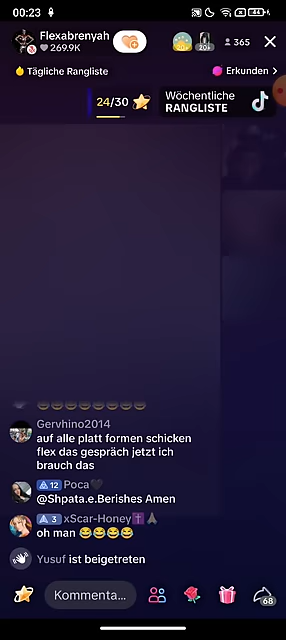 00:23
44
Flexabrenyah
269.9K
20+
365
Tägliche Rangliste
Erkunden >
24/30
Wöchentliche
RANGLISTE
Gervhino2014
auf alle platt formen schicken
flex das gespräch jetzt ich
brauch das
12 Poca🖤
@Shpata.e.Berishes Amen
3 xScar-Honey✝️🙏🏿
oh man 😂😂😂😂
Yusuf ist beigetreten
Kommenta...
68